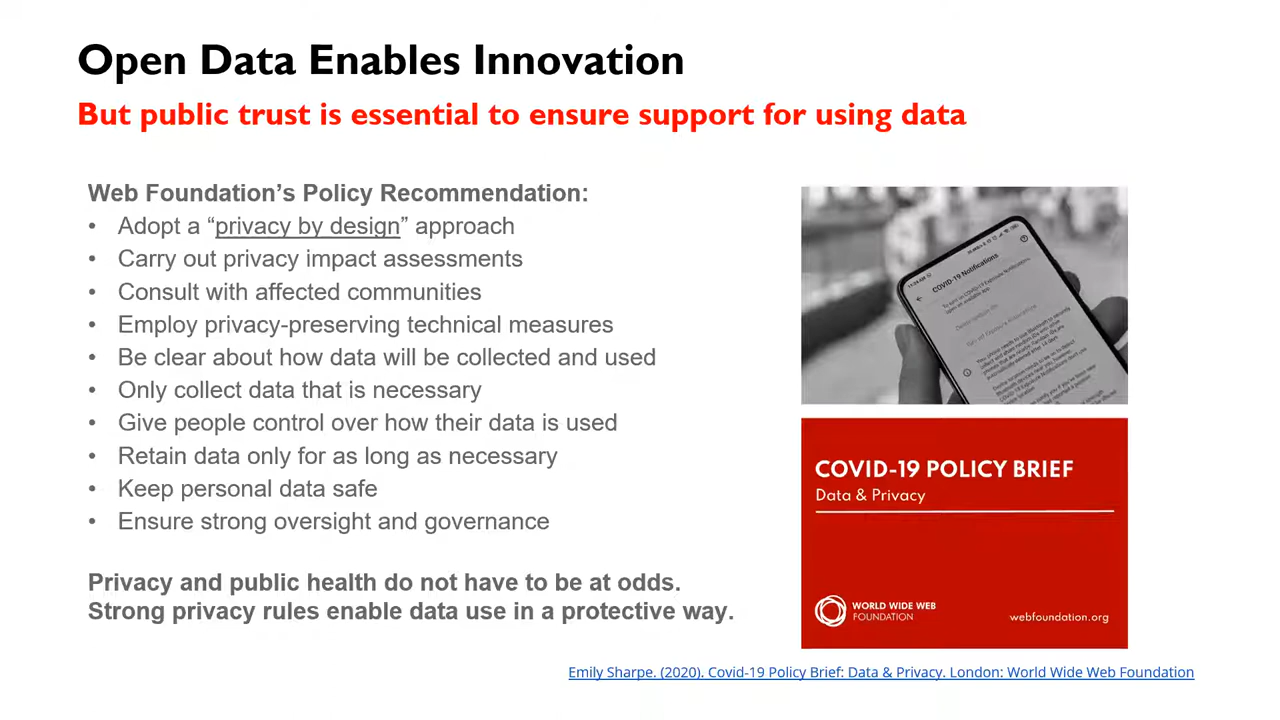 Open Data Enables Innovation
But public trust is essential to ensure support for using data
Web Foundation’s Policy Recommendation:
• Adopt a “privacy by design” approach
• Carry out privacy impact assessments
• Consult with affected communities
• Employ privacy-preserving technical measures
• Be clear about how data will be collected and used
• Only collect data that is necessary
• Give people control over how their data is used
• Retain data only for as long as necessary
• Keep personal data safe
• Ensure strong oversight and governance
Privacy and public health do not have to be at odds.
Strong privacy rules enable data use in a protective way.
COVID-19 Notifications
COVID-19 POLICY BRIEF
Data & Privacy
WORLD WIDE WEB
FOUNDATION
webfoundation.org
Emily Sharpe. (2020). Covid-19 Policy Brief: Data & Privacy. London: World Wide Web Foundation